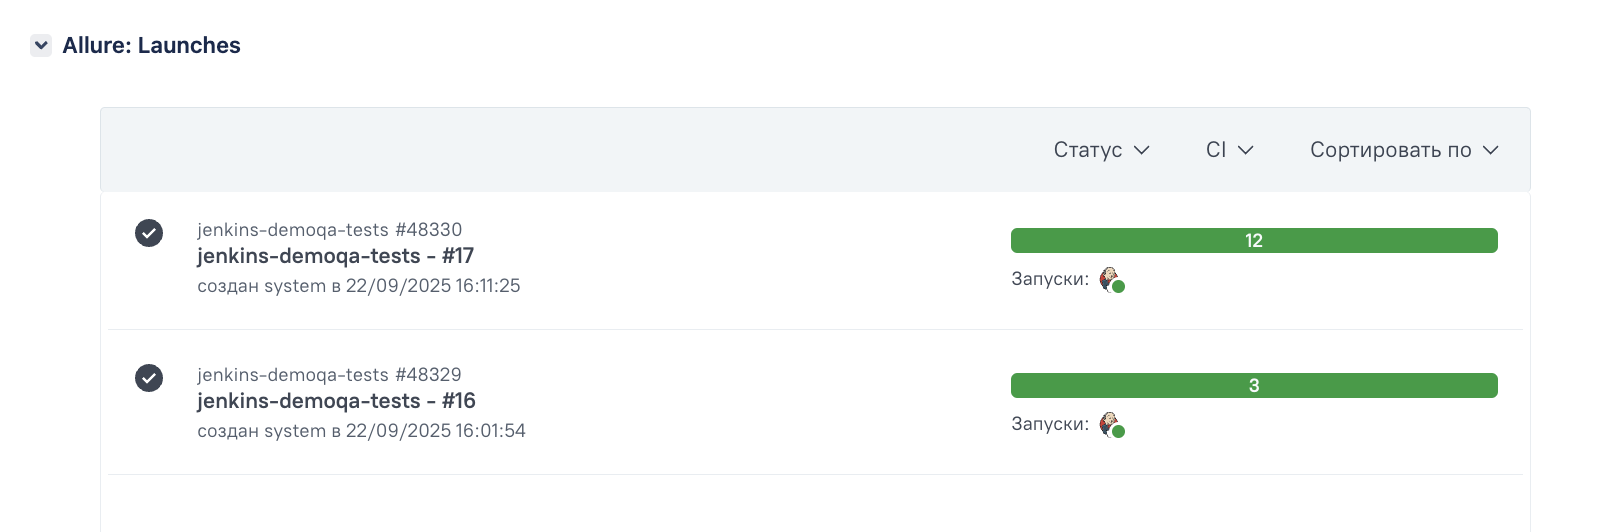 Allure: Launches
Статус CI Сортировать по
jenkins-demoqa-tests #48330
jenkins-demoqa-tests - #17
создан system в 22/09/2025 16:11:25
12
Запуски:
jenkins-demoqa-tests #48329
jenkins-demoqa-tests - #16
создан system в 22/09/2025 16:01:54
3
Запуски: